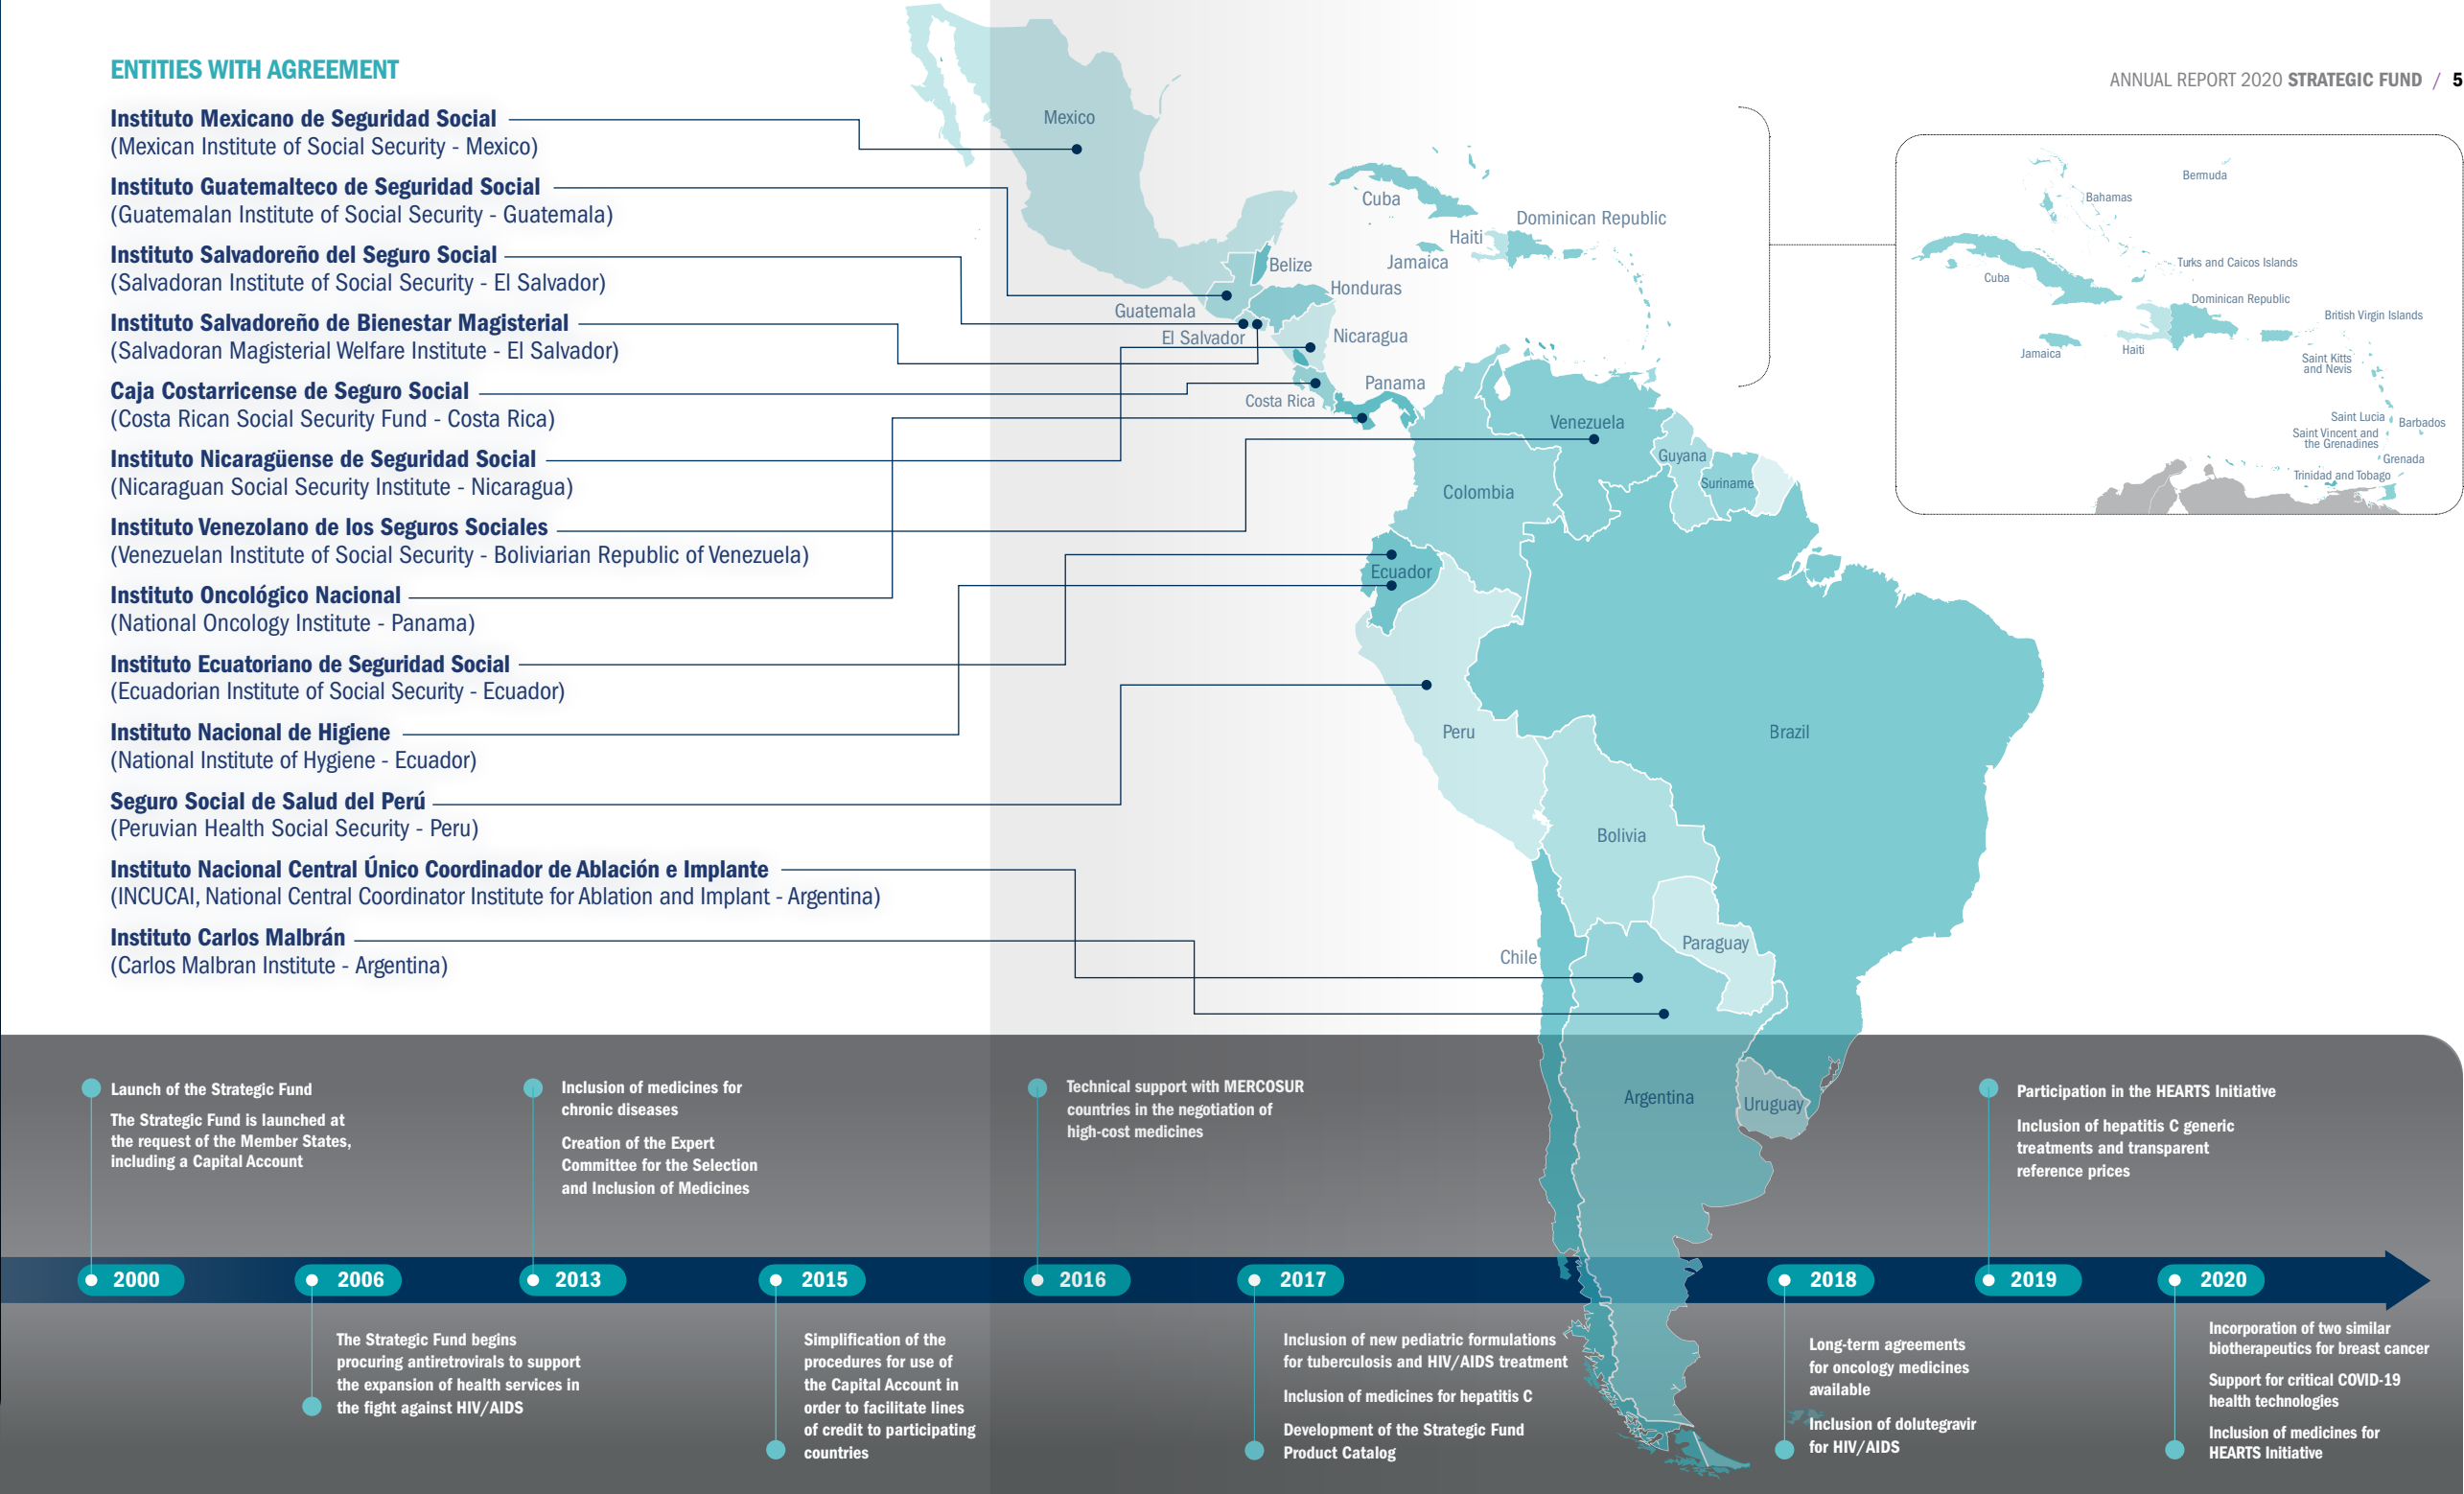 ANNUAL REPORT 2020 STRATEGIC FUND / 5
ENTITIES WITH AGREEMENT
Instituto Mexicano de Seguridad Social
(Mexican Institute of Social Security - Mexico)
Instituto Guatemalteco de Seguridad Social
(Guatemalan Institute of Social Security - Guatemala)
Instituto Salvadoreño del Seguro Social
(Salvadoran Institute of Social Security - El Salvador)
Instituto Salvadoreño de Bienestar Magisterial
(Salvadoran Magisterial Welfare Institute - El Salvador)
Caja Costarricense de Seguro Social
(Costa Rican Social Security Fund - Costa Rica)
Instituto Nicaragüense de Seguridad Social
(Nicaraguan Social Security Institute - Nicaragua)
Instituto Venezolano de los Seguros Sociales
(Venezuelan Institute of Social Security - Boliviarian Republic of Venezuela)
Instituto Oncológico Nacional
(National Oncology Institute - Panama)
Instituto Ecuatoriano de Seguridad Social
(Ecuadorian Institute of Social Security - Ecuador)
Instituto Nacional de Higiene
(National Institute of Hygiene - Ecuador)
Seguro Social de Salud del Perú
(Peruvian Health Social Security - Peru)
Instituto Nacional Central Único Coordinador de Ablación e Implante
(INCUCAI, National Central Coordinator Institute for Ablation and Implant - Argentina)
Instituto Carlos Malbrán
(Carlos Malbran Institute - Argentina)
Mexico
Cuba
Dominican Republic
Haiti
Jamaica
Belize
Honduras
Guatemala
El Salvador
Nicaragua
Panama
Costa Rica
Venezuela
Guyana
Suriname
Colombia
Ecuador
Peru
Brazil
Bolivia
Paraguay
Chile
Argentina
Uruguay
Bermuda
Bahamas
Turks and Caicos Islands
Cuba
Dominican Republic
British Virgin Islands
Jamaica
Haiti
Saint Kitts
and Nevis
Saint Lucia
Barbados
Saint Vincent and
the Grenadines
Grenada
Trinidad and Tobago
Launch of the Strategic Fund
The Strategic Fund is launched at
the request of the Member States,
including a Capital Account
Inclusion of medicines for
chronic diseases
Creation of the Expert
Committee for the Selection
and Inclusion of Medicines
Technical support with MERCOSUR
countries in the negotiation of
high-cost medicines
Participation in the HEARTS Initiative
Inclusion of hepatitis C generic
treatments and transparent
reference prices
2000
2006
2013
2015
2016
2017
2018
2019
2020
The Strategic Fund begins
procuring antiretrovirals to support
the expansion of health services in
the fight against HIV/AIDS
Simplification of the
procedures for use of
the Capital Account in
order to facilitate lines
of credit to participating
countries
Inclusion of new pediatric formulations
for tuberculosis and HIV/AIDS treatment
Inclusion of medicines for hepatitis C
Development of the Strategic Fund
Product Catalog
Long-term agreements
for oncology medicines
available
Inclusion of dolutegravir
for HIV/AIDS
Incorporation of two similar
biotherapeutics for breast cancer
Support for critical COVID-19
health technologies
Inclusion of medicines for
HEARTS Initiative